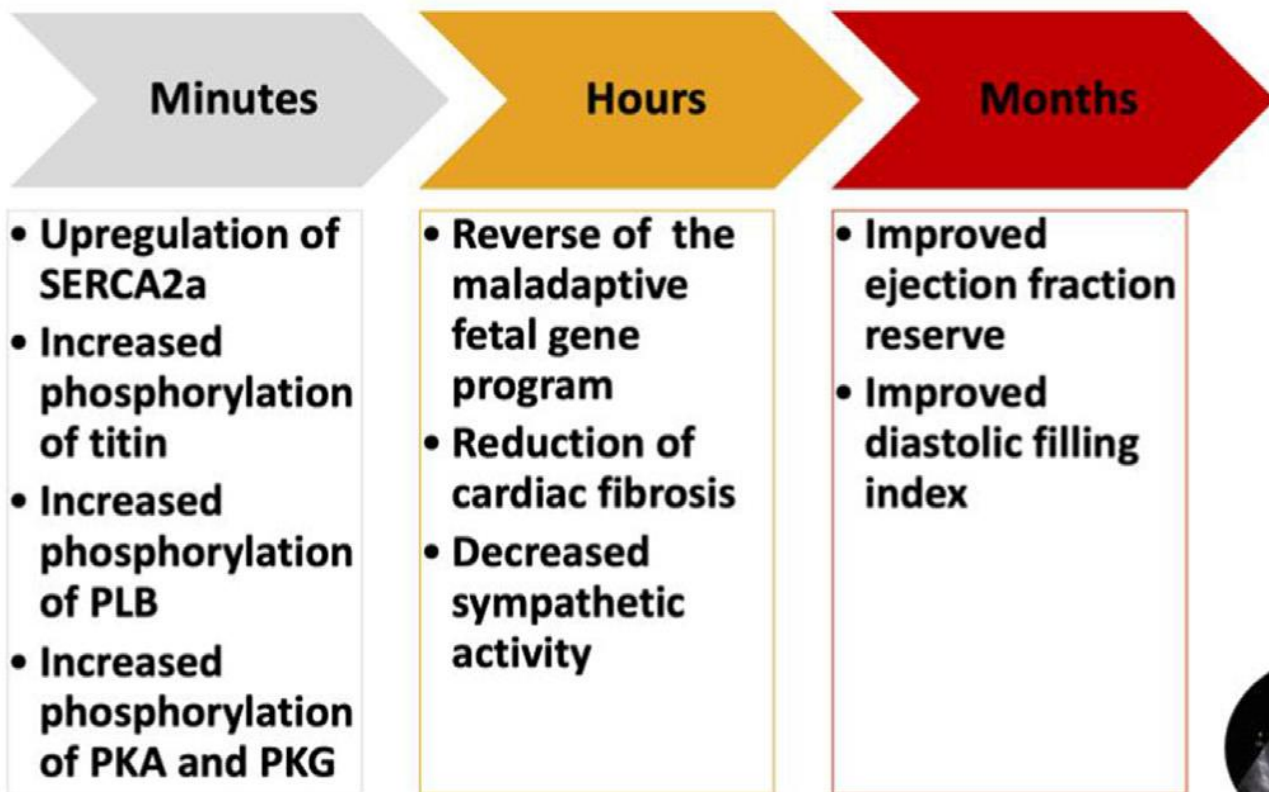 Minutes
Hours
Months
• Upregulation of
SERCA2a
• Increased
phosphorylation
of titin
• Increased
phosphorylation
of PLB
• Increased
phosphorylation
of PKA and PKG
• Reverse of the
maladaptive
fetal gene
program
• Reduction of
cardiac fibrosis
• Decreased
sympathetic
activity
• Improved
ejection fraction
reserve
• Improved
diastolic filling
index